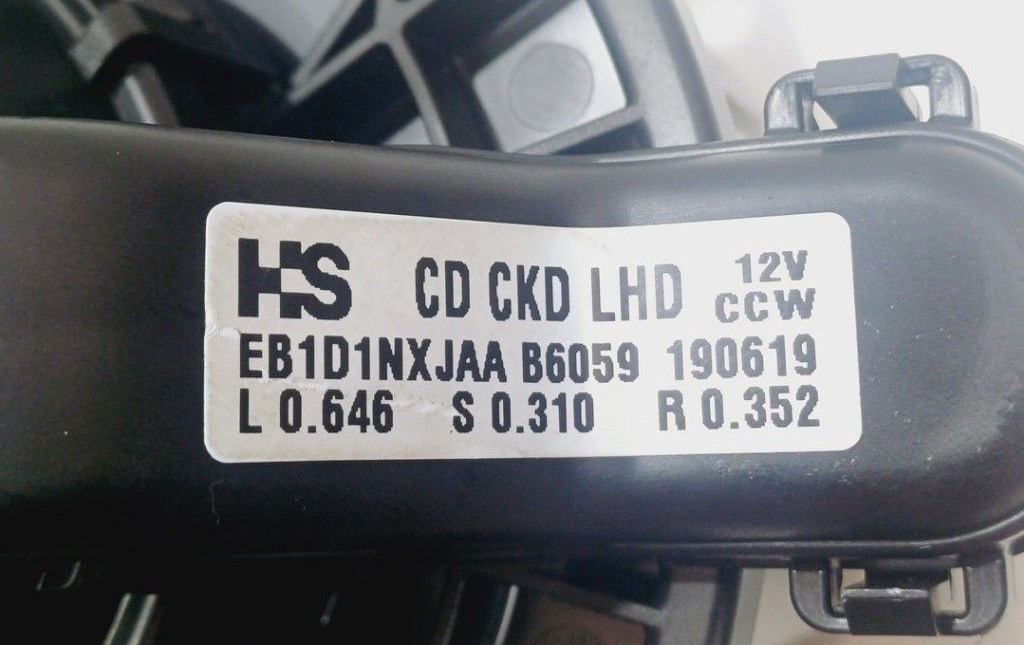 HS CD CKD LHD 12V CCW
EB1D1NXJAA B6059 190619
L 0.646 S 0.310 R 0.352